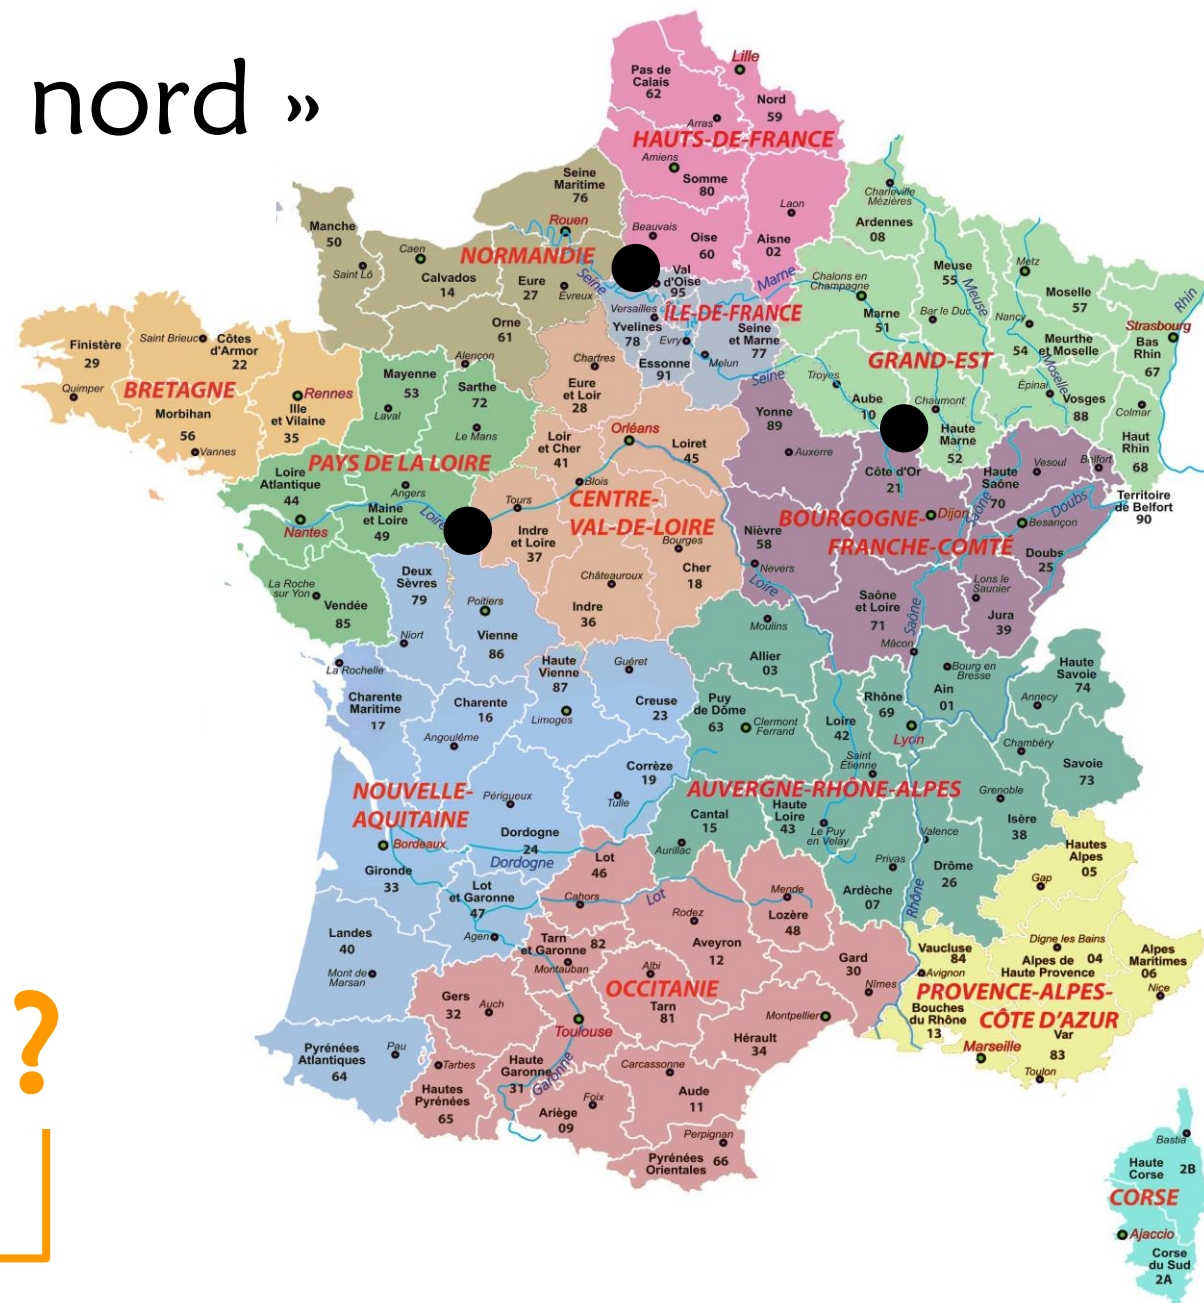 nord »
Lille
Pas de
Calais
62
Nord
59
Arras
HAUTS-DE-FRANCE
Amiens
Somme
80
Seine
Maritime
76
Laon
Charleville
Mézières
Ardennes
08
Manche
50
Rouen
Beauvais
Oise
60
Aisne
02
Caen
NORMANDIE
Saint Lô
Calvados
14
Eure
27
Évreux
Seine
Val
d'Oise
95
Marne
Chalons en
Champagne
Meuse
55
Metz
Moselle
57
Rhin
Versailles
ÎLE-DE-FRANCE
Marne
51
Bar le Duc
Meuse
Nancy
Strasbourg
Orne
61
Yvelines
78
Evry
Seine
et Marne
77
54
Meurthe
et Moselle
Bas
Rhin
67
Finistère
29
Saint Brieuc
Côtes
d'Armor
22
Alençon
Chartres
Essonne
91
Melun
GRAND-EST
Moselle
BRETAGNE
Quimper
Rennes
Mayenne
53
Sarthe
72
Eure
et Loir
28
Seine
Troyes
Aube
10
Chaumont
Épinal
Vosges
88
Colmar
Morbihan
56
Vannes
Ille
et Vilaine
35
Laval
Le Mans
Loir
et Cher
41
Orléans
Loiret
45
Yonne
89
Auxerre
Haute
Marne
52
Haut
Rhin
68
PAYS DE LA LOIRE
Loire
Atlantique
44
Angers
Blois
Côte d'Or
21
Haute
Saône
70
Vesoul
Belfort
Territoire
de Belfort
90
Nantes
Maine
et Loire
49
Loire
Tours
CENTRE-
VAL-DE-LOIRE
Dijon
Saône
Besançon
Doubs
Indre
et Loire
37
Bourges
Nièvre
58
BOURGOGNE-
FRANCHE-COMTÉ
Doubs
25
Deux
Sèvres
79
Châteauroux
Cher
18
Nevers
Loire
Lons le
Saunier
La Roche
sur Yon
Vendée
85
Poitiers
Indre
36
Saône
et Loire
71
Saône
Jura
39
Niort
Vienne
86
Moulins
Mâcon
La Rochelle
Haute
Vienne
87
Guéret
Allier
03
Bourg en
Bresse
Haute
Savoie
74
Charente
Maritime
17
Charente
16
Limoges
Creuse
23
Puy
de Dôme
63
Clermont
Ferrand
Loire
42
Rhône
69
Ain
01
Annecy
Angoulême
Lyon
Chambéry
Saint
Étienne
Savoie
73
Corrèze
19
NOUVELLE-
AQUITAINE
Périgueux
Tulle
AUVERGNE-RHÔNE-ALPES
Grenoble
Cantal
15
Haute
Loire
43
Le Puy
en Velay
Isère
38
Bordeaux
Dordogne
24
Dordogne
Aurillac
Valence
Hautes
Alpes
05
Gironde
33
Lot
46
Privas
Drôme
26
Gap
Lot
et Garonne
47
Cahors
Lot
Mende
Ardèche
07
Rhône
Landes
40
Agen
Rodez
Lozère
48
Mont de
Marsan
Tarn
et Garonne
82
Montauban
Aveyron
12
Albi
Gard
30
Nîmes
Vaucluse
84
Avignon
Digne les Bains
Alpes de
Haute Provence
04
Alpes
Maritimes
06
Nice
?
Gers
32
Auch
OCCITANIE
Tarn
81
PROVENCE-ALPES-
CÔTE D'AZUR
Toulouse
Montpellier
Bouches
du Rhône
13
Var
83
Marseille
Toulon
Pyrénées
Atlantiques
64
Pau
Tarbes
Haute
Garonne
31
Garonne
Hérault
34
Carcassonne
Hautes
Pyrénées
65
Foix
Ariège
09
Aude
11
Perpignan
Pyrénées
Orientales
66
Bastia
Haute
Corse
2B
CORSE
Ajaccio
Corse
du Sud
2A